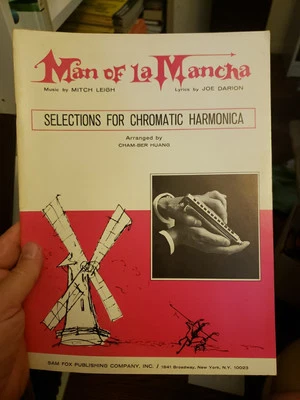 Man of la Mancha
Music by MITCH LEIGH Lyrics by JOE DARION
SELECTIONS FOR CHROMATIC HARMONICA
Arranged by
CHAM-BER HUANG
SAM FOX PUBLISHING COMPANY, INC. / 1841 Broadway, New York, N.Y. 10023